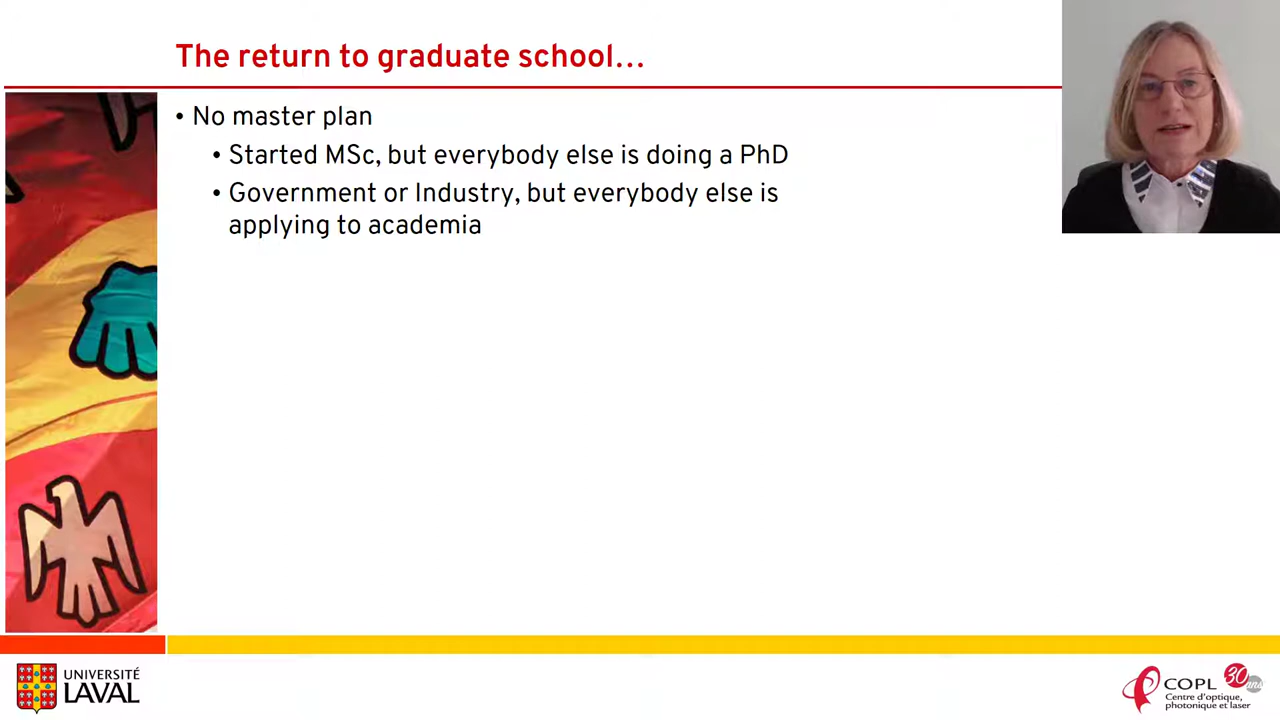 The return to graduate school…
• No master plan
• Started MSc, but everybody else is doing a PhD
• Government or Industry, but everybody else is
applying to academia
UNIVERSITÉ
LAVAL
COPL
30
ans
Centre d'optique,
photonique et laser